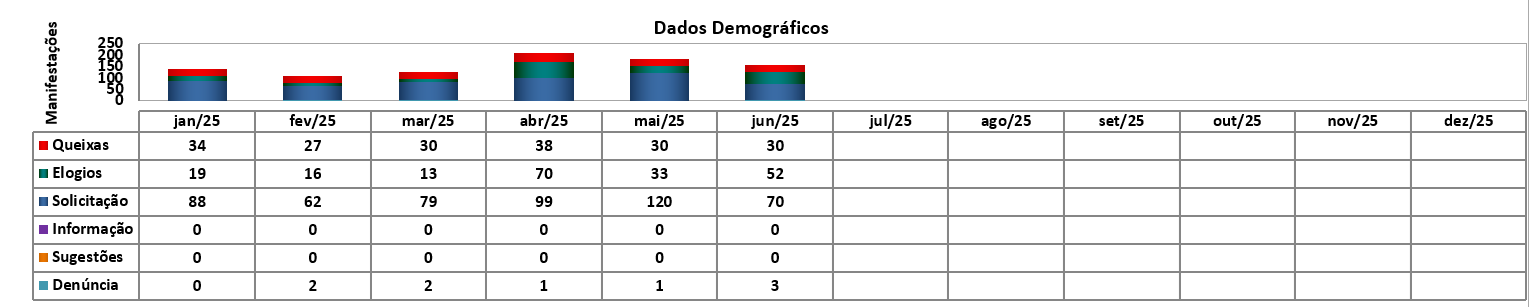 Dados Demográficos
Manifestações
250
200
150
100
50
0
jan/25 fev/25 mar/25 abr/25 mai/25 jun/25 jul/25 ago/25 set/25 out/25 nov/25 dez/25
Queixas 34 27 30 38 30 30
Elogios 19 16 13 70 33 52
Solicitação 88 62 79 99 120 70
Informação 0 0 0 0 0 0
Sugestões 0 0 0 0 0 0
Denúncia 0 2 2 1 1 3